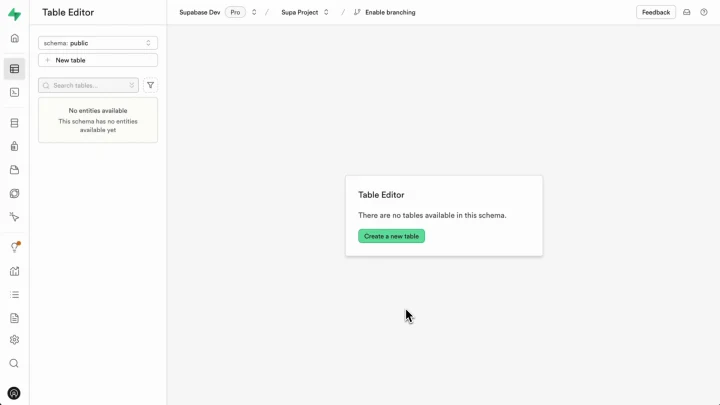 Table Editor
Supabase Dev Pro / Supa Project / Enable branching
Feedback
schema: public
New table
Search tables...
No entities available
This schema has no entities
available yet
Table Editor
There are no tables available in this schema.
Create a new table